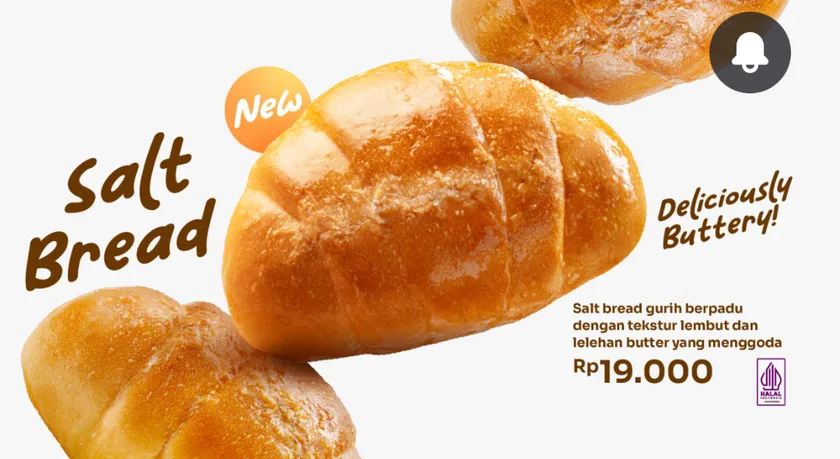 New
Salt
Bread
Deliciously
Buttery!
Salt bread gurih berpadu
dengan tekstur lembut dan
lelehan butter yang menggoda
Rp19.000
HALAL